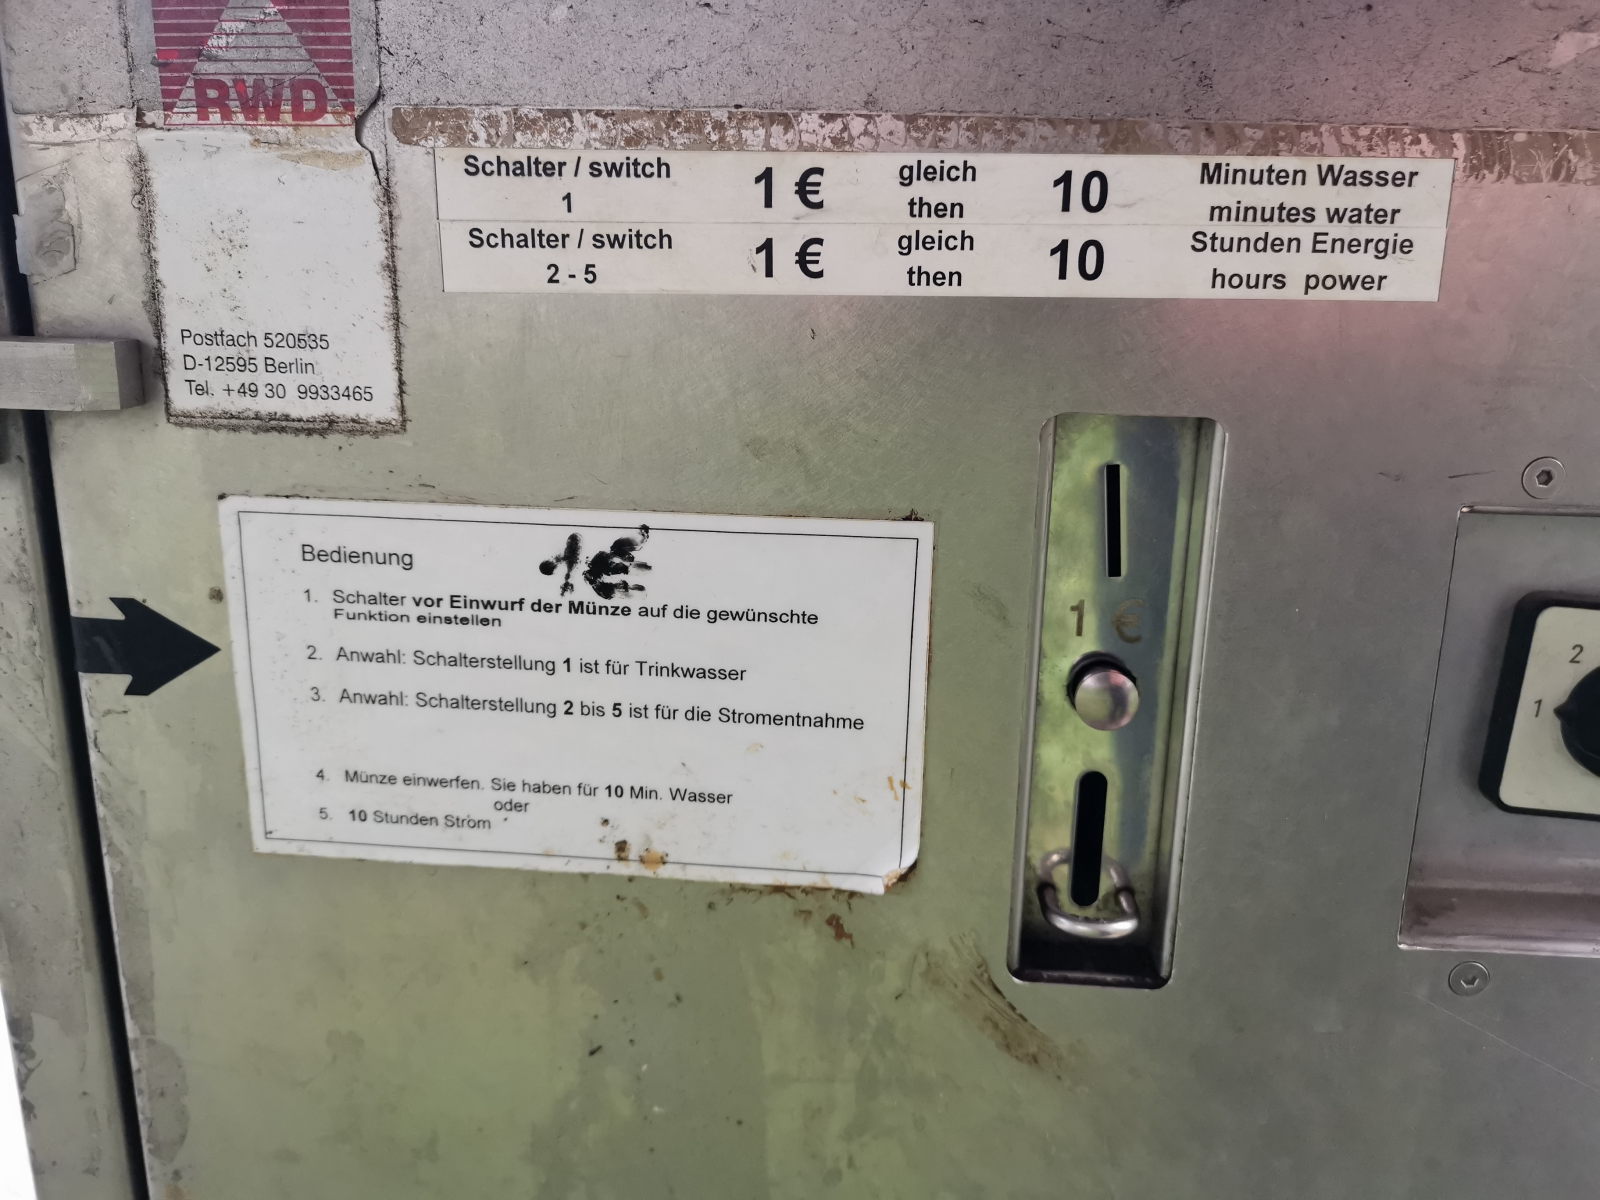 RWD
Schalter / switch 1 € gleich 10 Minuten Wasser
1 then minutes water
Schalter / switch 1 € gleich 10 Stunden Energie
2 - 5 then hours power
Postfach 520535
D-12595 Berlin
Tel. +49 30 9933465
Bedienung 1€
1. Schalter vor Einwurf der Münze auf die gewünschte
Funktion einstellen
2. Anwahl: Schalterstellung 1 ist für Trinkwasser
3. Anwahl: Schalterstellung 2 bis 5 ist für die Stromentnahme
4. Münze einwerfen. Sie haben für 10 Min. Wasser
oder
5. 10 Stunden Strom
1 €
2
1